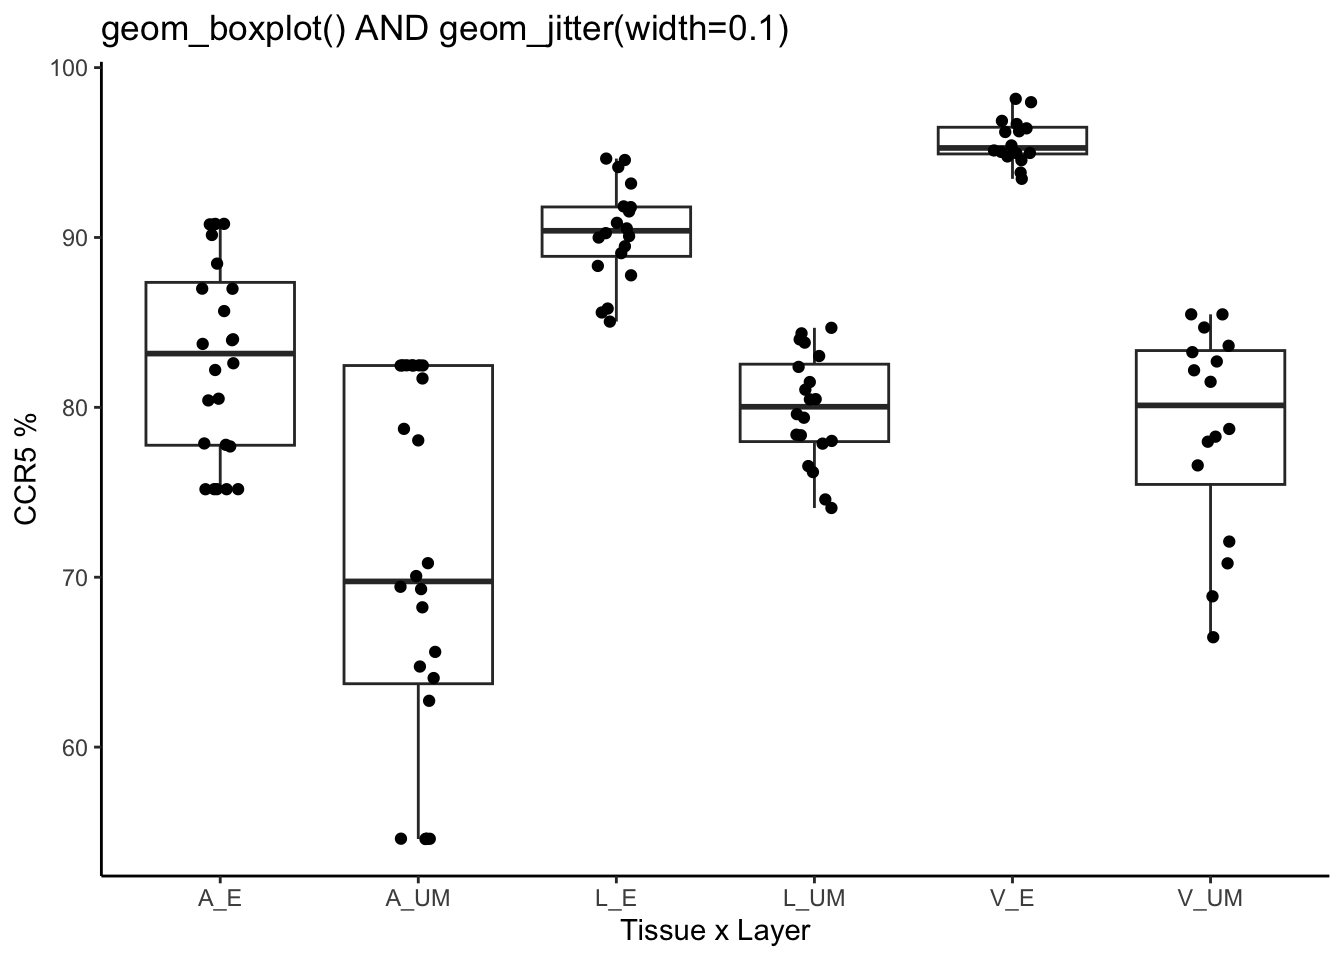 geom_boxplot() AND geom_jitter(width=0.1)
100
90
80
70
60
CCR5 %
A_E
A_UM
L_E
L_UM
V_E
V_UM
Tissue x Layer